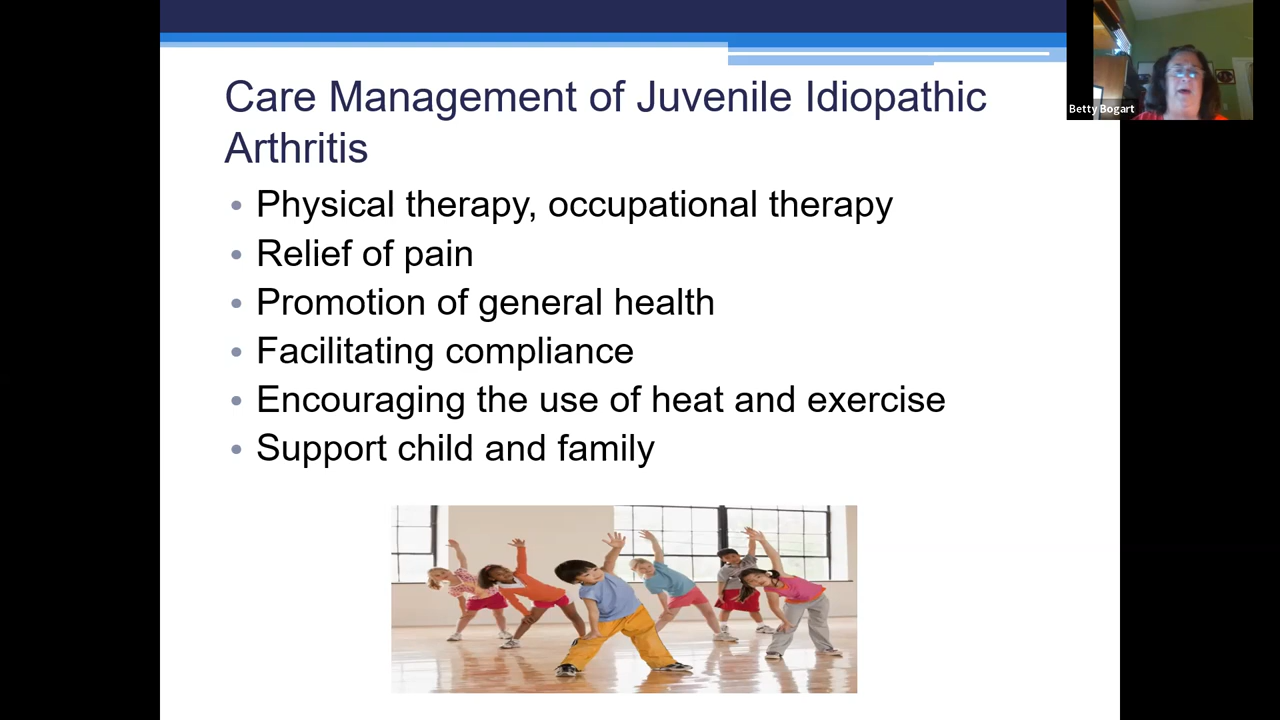 Care Management of Juvenile Idiopathic
Arthritis
• Physical therapy, occupational therapy
• Relief of pain
• Promotion of general health
• Facilitating compliance
• Encouraging the use of heat and exercise
• Support child and family
Betty Bogart